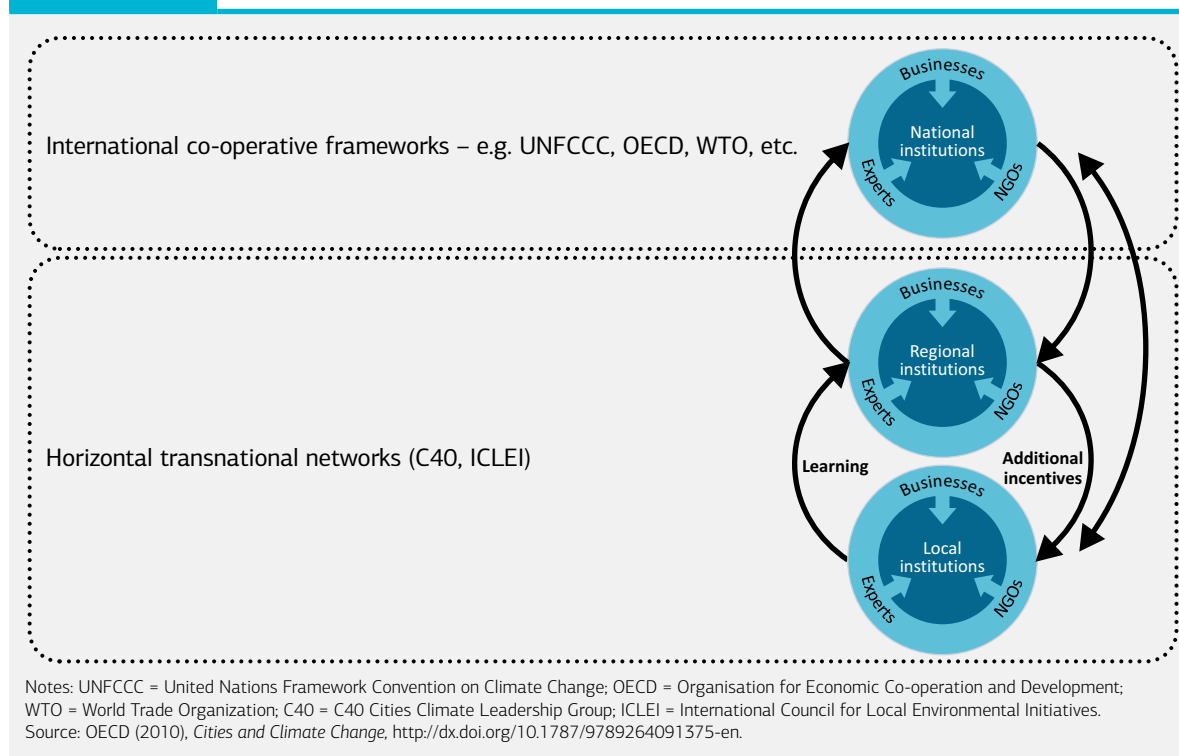 International co-operative frameworks – e.g. UNFCCC, OECD, WTO, etc.
Businesses
National
institutions
Experts
NGOs
Businesses
Regional
institutions
Experts
NGOs
Horizontal transnational networks (C40, ICLEI)
Learning
Additional
incentives
Businesses
Local
institutions
Experts
NGOs
Notes: UNFCCC = United Nations Framework Convention on Climate Change; OECD = Organisation for Economic Co-operation and Development;
WTO = World Trade Organization; C40 = C40 Cities Climate Leadership Group; ICLEI = International Council for Local Environmental Initiatives.
Source: OECD (2010), Cities and Climate Change, http://dx.doi.org/10.1787/9789264091375-en.